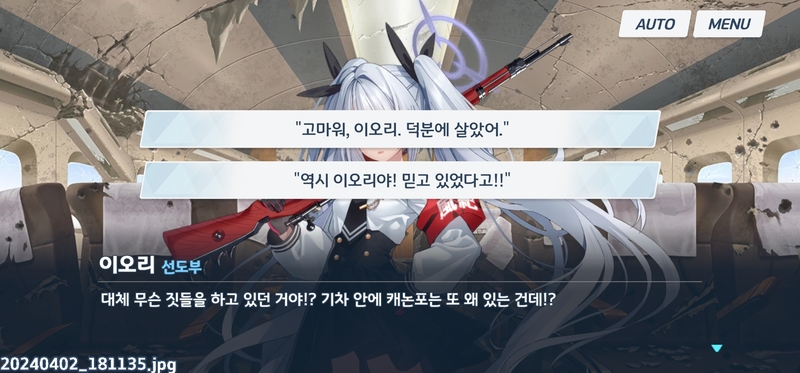 AUTO
MENU
"고마워, 이오리. 덕분에 살았어."
"역시 이오리야! 믿고 있었다고!!"
이오리 선도부
대체 무슨 짓들을 하고 있던 거야!? 기차 안에 캐논포는 또 왜 있는 건데!?
20240402_181135.jpg